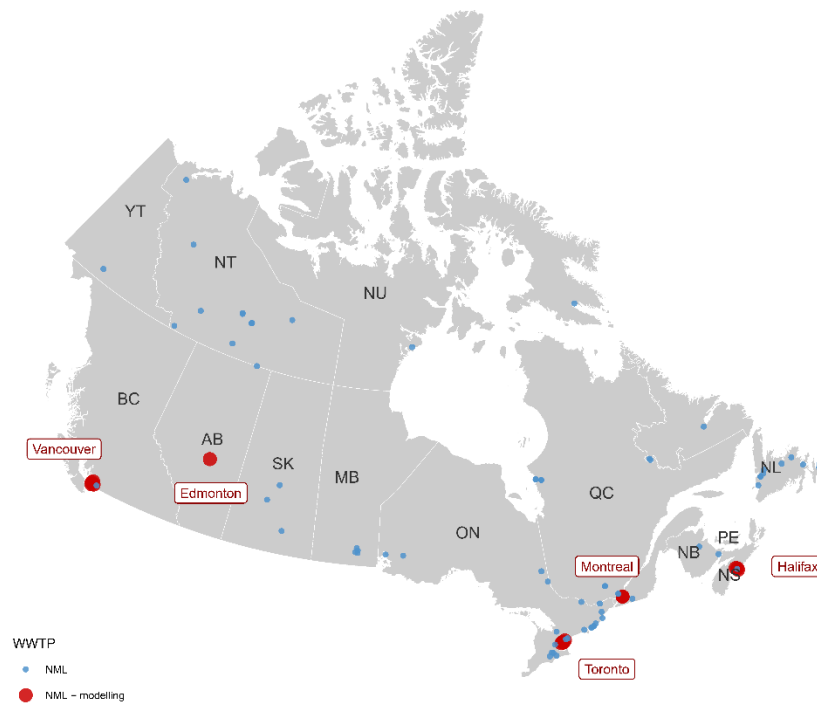 YT
NT
NU
BC
AB
Vancouver
SK
Edmonton
MB
ON
QC
NL
PE
NB
Montreal
NS
Halifax
Toronto
WWTP
NML
NML – modelling